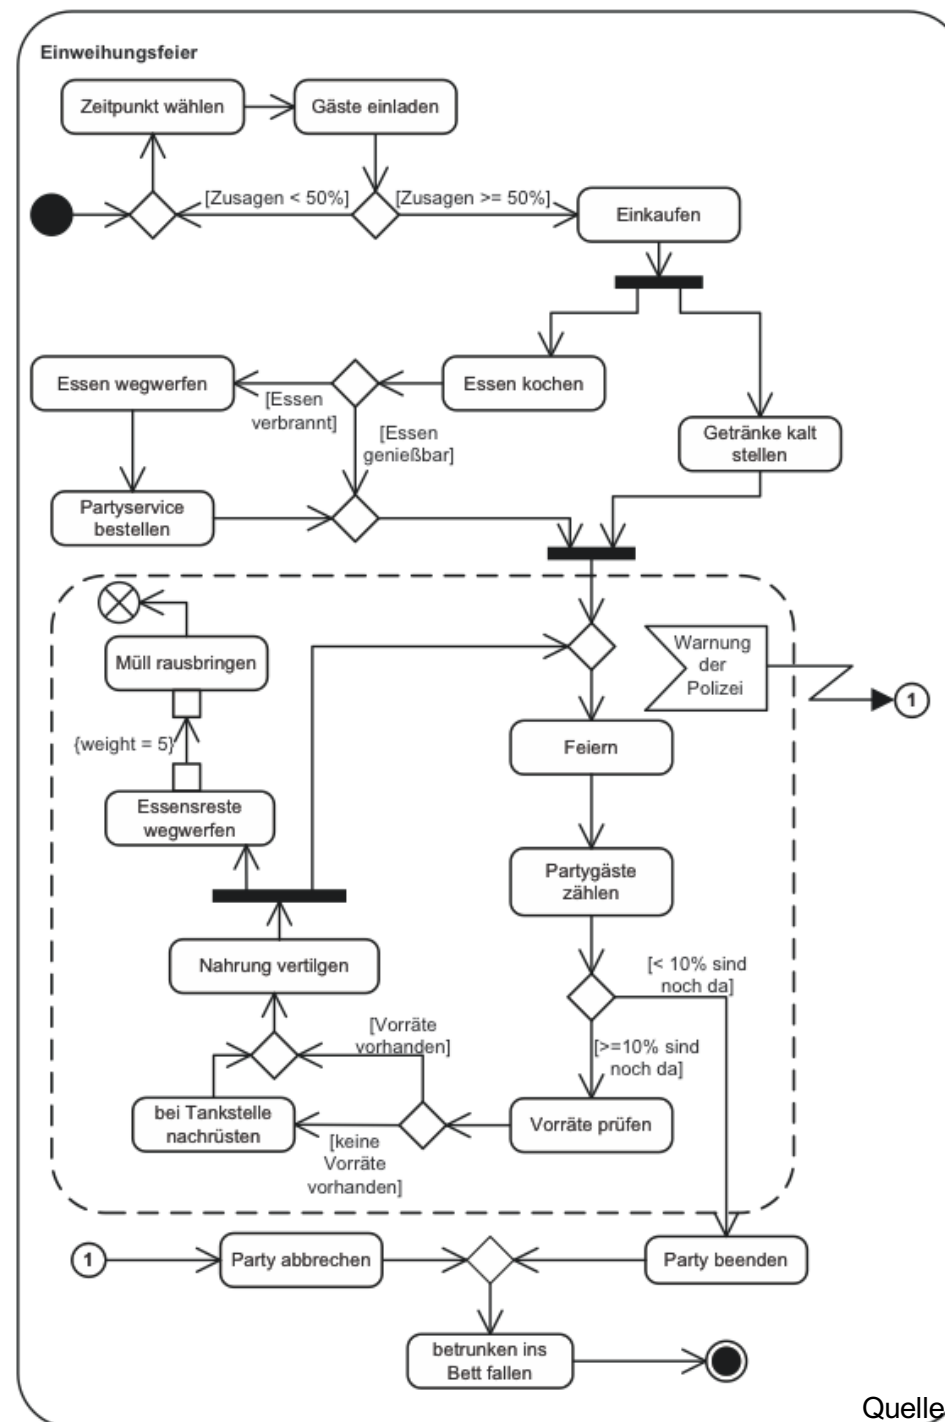 Einweihungsfeier
Zeitpunkt wählen
Gäste einladen
[Zusagen < 50%]
[Zusagen >= 50%]
Einkaufen
Essen wegwerfen
Essen kochen
[Essen
verbrannt]
[Essen
genießbar]
Getränke kalt
stellen
Partyservice
bestellen
Müll rausbringen
Warnung
der
Polizei
1
{weight = 5}
Feiern
Essensreste
wegwerfen
Partygäste
zählen
Nahrung vertilgen
[< 10% sind
noch da]
[Vorräte
vorhanden]
[>=10% sind
noch da]
bei Tankstelle
nachrüsten
Vorräte prüfen
[keine
Vorräte
vorhanden]
1
Party abbrechen
Party beenden
betrunken ins
Bett fallen
Quelle